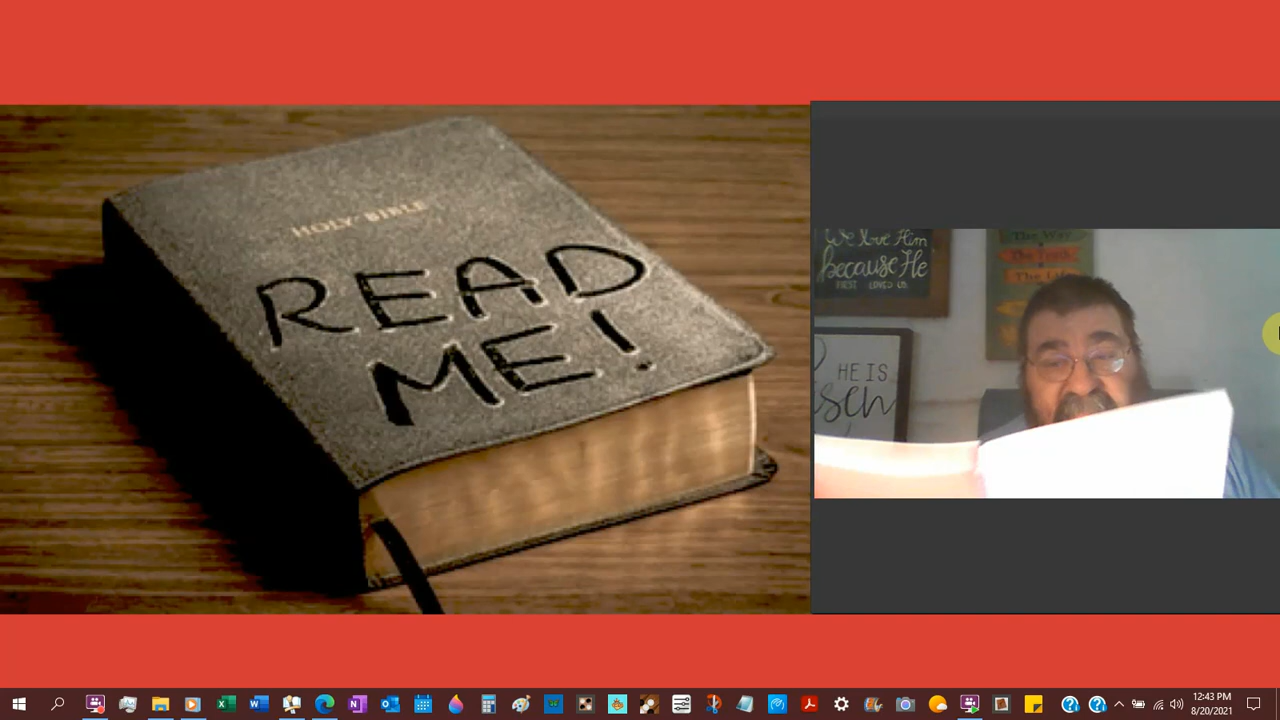 HOLY BIBLE
READ
ME!
We love Him
because He
FIRST LOVED US.
The Way
The Truth
The Life
HE IS
12:43 PM
8/20/2021